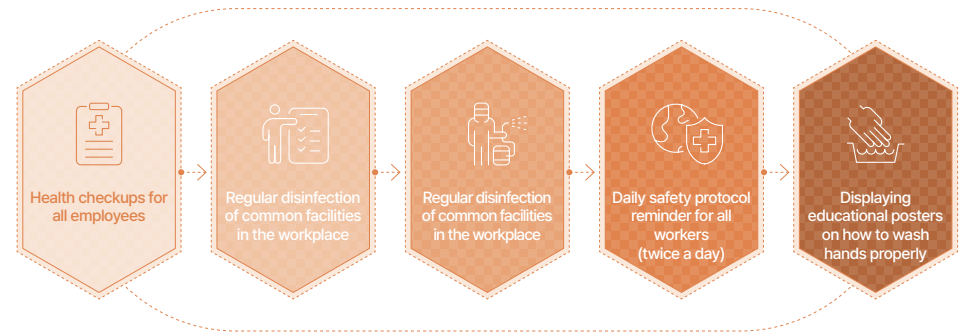 Health checkups for
all employees
Regular disinfection
of common facilities
in the workplace
Regular disinfection
of common facilities
in the workplace
Daily safety protocol
reminder for all
workers
(twice a day)
Displaying
educational posters
on how to wash
hands properly